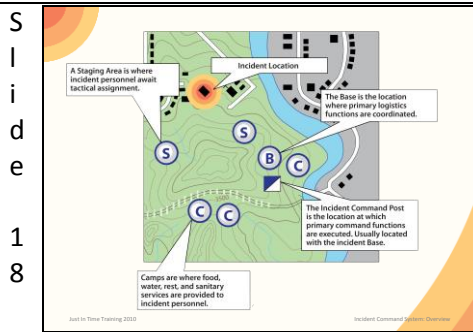 Slide
18
Incident Location
A Staging Area is where
incident personnel await
tactical assignment.
The Base is the location
where primary logistics
functions are coordinated.
S
S
B
C
C
C
1500
The Incident Command Post
is the location at which
primary command functions
are executed. Usually located
with the incident Base.
Camps are where food,
water, rest, and sanitary
services are provided to
incident personnel.
Just In Time Training 2010
Incident Command System: Overview